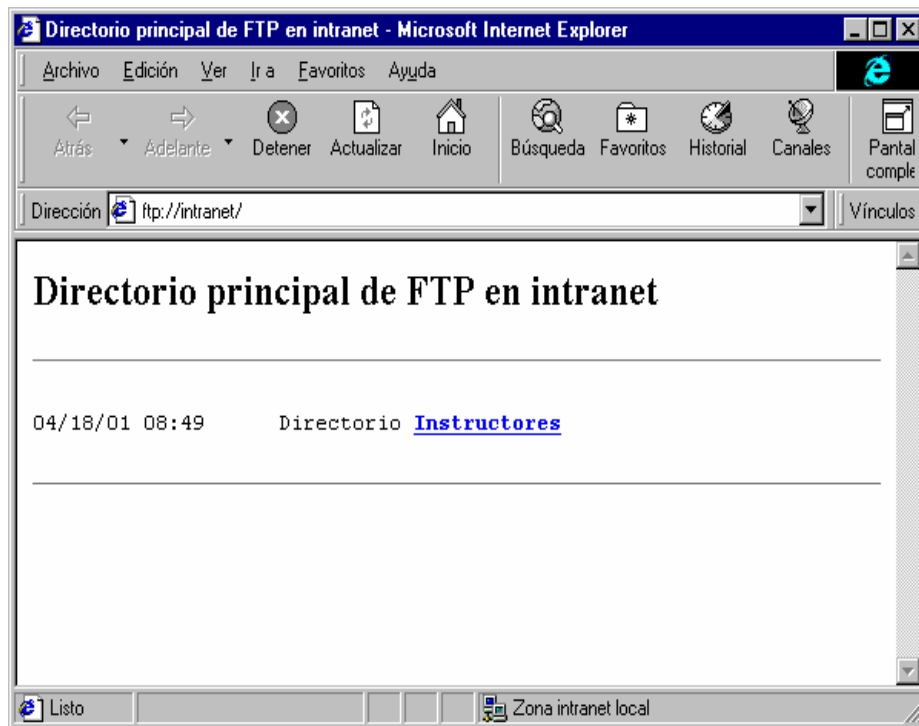 Directorio principal de FTP en intranet - Microsoft Internet Explorer
Archivo Edición Ver Ir a Favoritos Ayuda
Atrás Adelante Detener Actualizar Inicio Búsqueda Favoritos Historial Canales Pantal
comple
Dirección ftp://intranet/ Vínculos
Directorio principal de FTP en intranet
04/18/01 08:49 Directorio Instructores
Listo Zona intranet local